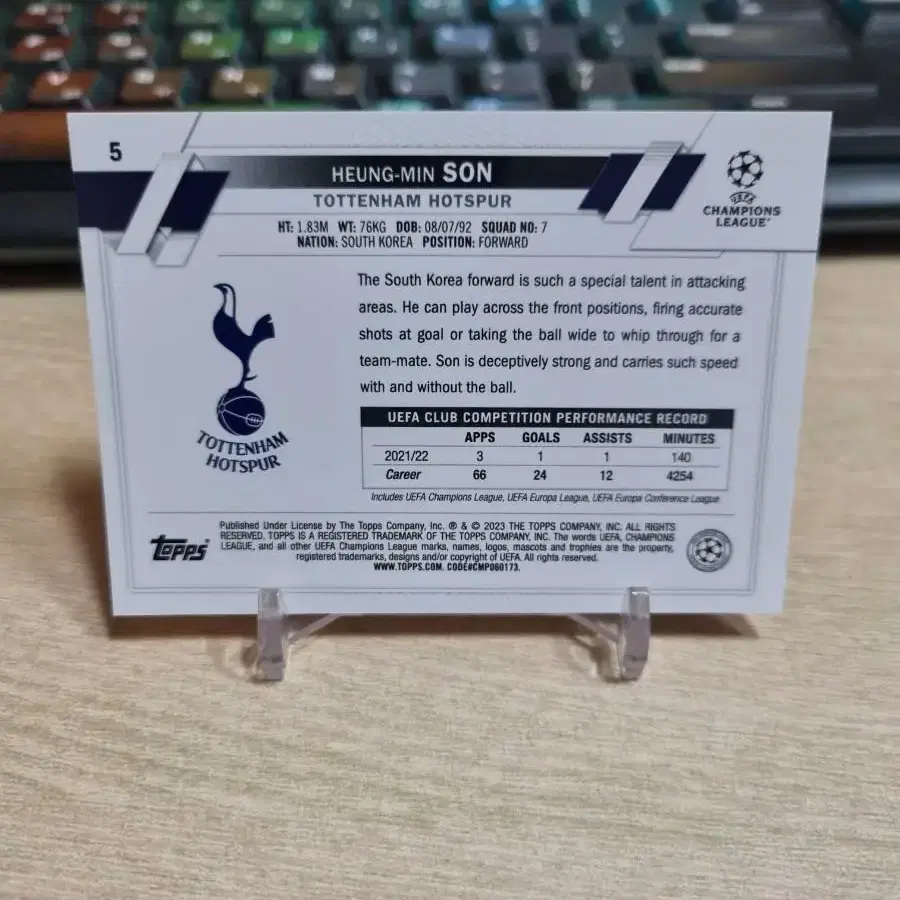 5
HEUNG-MIN SON
TOTTENHAM HOTSPUR
HT: 1.83M WT: 76KG DOB: 08/07/92 SQUAD NO: 7
NATION: SOUTH KOREA POSITION: FORWARD
UEFA
CHAMPIONS
LEAGUE
The South Korea forward is such a special talent in attacking
areas. He can play across the front positions, firing accurate
shots at goal or taking the ball wide to whip through for a
team-mate. Son is deceptively strong and carries such speed
with and without the ball.
TOTTENHAM
HOTSPUR
UEFA CLUB COMPETITION PERFORMANCE RECORD
APPS GOALS ASSISTS MINUTES
2021/22 3 1 1 140
Career 66 24 12 4254
Includes UEFA Champions League, UEFA Europa League, UEFA Europa Conference League
topps
Published Under License by The Topps Company, Inc. ® & © 2023 THE TOPPS COMPANY, INC. ALL RIGHTS
RESERVED. TOPPS IS A REGISTERED TRADEMARK OF THE TOPPS COMPANY, INC. The words UEFA, CHAMPIONS
LEAGUE, and all other UEFA Champions League marks, names, logos, mascots and trophies are the property,
registered trademarks, designs and/or copyright of UEFA. All rights reserved.
WWW.TOPPS.COM. CODE#CMP060173.